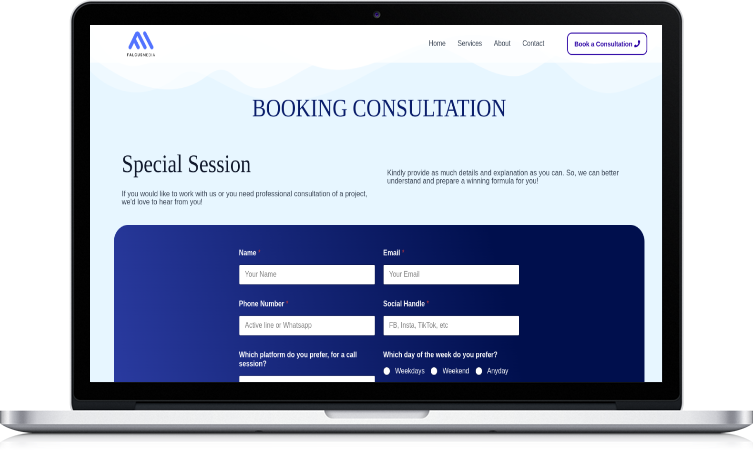 FALGUSMEDIA
Home Services About Contact Book a Consultation
BOOKING CONSULTATION
Special Session
If you would like to work with us or you need professional consultation of a project,
we'd love to hear from you!
Kindly provide as much details and explanation as you can. So, we can better
understand and prepare a winning formula for you!
Name * Email *
Your Name Your Email
Phone Number * Social Handle *
Active line or Whatsapp FB, Insta, TikTok, etc
Which platform do you prefer, for a call
session?
Which day of the week do you prefer?
Weekdays Weekend Anyday